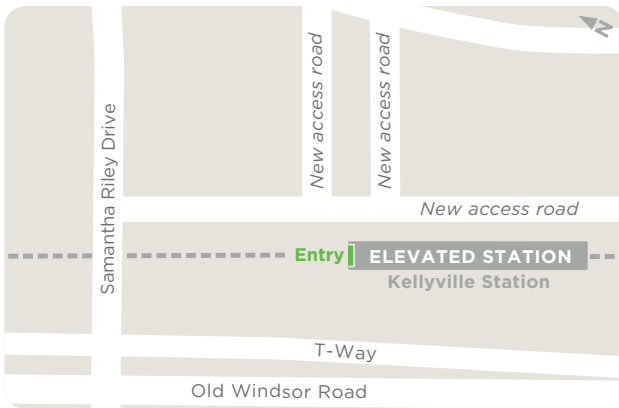 N
New access road
New access road
Samantha Riley Drive
New access road
Entry
ELEVATED STATION
Kellyville Station
T-Way
Old Windsor Road